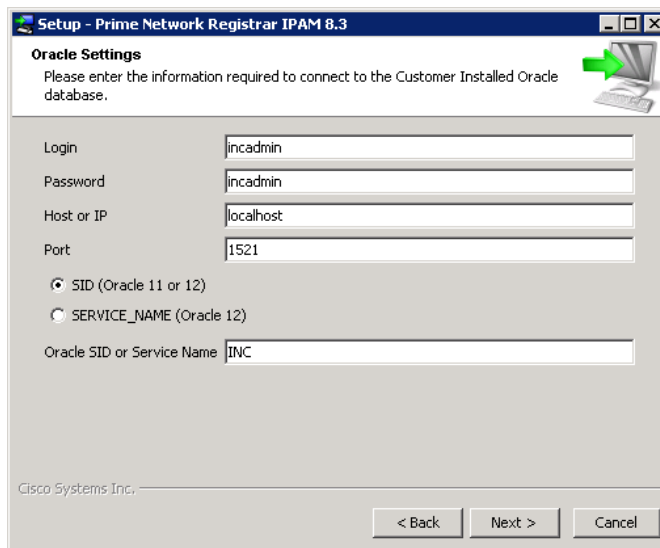 Setup - Prime Network Registrar IPAM 8.3
Oracle Settings
Please enter the information required to connect to the Customer Installed Oracle
database.
Login incadmin
Password incadmin
Host or IP localhost
Port 1521
SID (Oracle 11 or 12)
SERVICE_NAME (Oracle 12)
Oracle SID or Service Name INC
Cisco Systems Inc.
< Back Next > Cancel